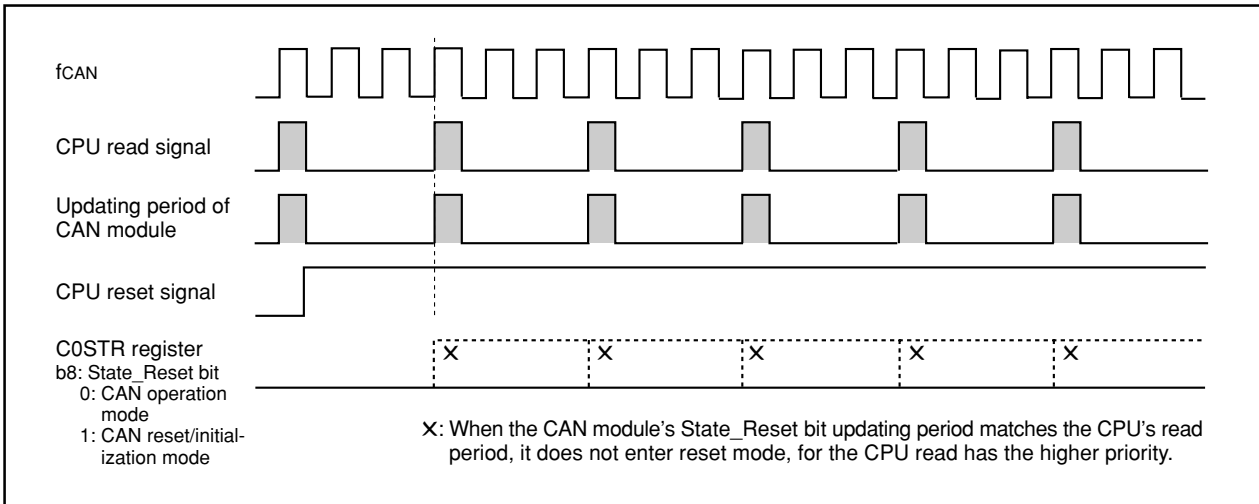 fCAN
CPU read signal
Updating period of
CAN module
CPU reset signal
C0STR register
b8: State_Reset bit
0: CAN operation
mode
1: CAN reset/initial-
ization mode
✕: When the CAN module's State_Reset bit updating period matches the CPU's read
period, it does not enter reset mode, for the CPU read has the higher priority.